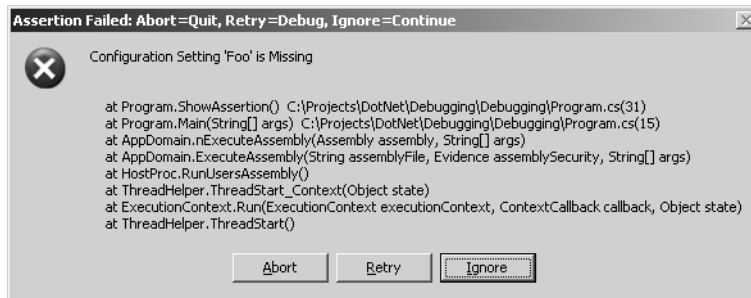 Assertion Failed: Abort=Quit, Retry=Debug, Ignore=Continue
Configuration Setting 'Foo' is Missing
at Program.ShowAssertion() C:\Projects\DotNet\Debugging\Debugging\Program.cs(31)
at Program.Main(String[] args) C:\Projects\DotNet\Debugging\Debugging\Program.cs(15)
at AppDomain.nExecuteAssembly(Assembly assembly, String[] args)
at AppDomain.ExecuteAssembly(String assemblyFile, Evidence assemblySecurity, String[] args)
at HostProc.RunUsersAssembly()
at ThreadHelper.ThreadStart_Context(Object state)
at ExecutionContext.Run(ExecutionContext executionContext, ContextCallback callback, Object state)
at ThreadHelper.ThreadStart()
Abort Retry Ignore